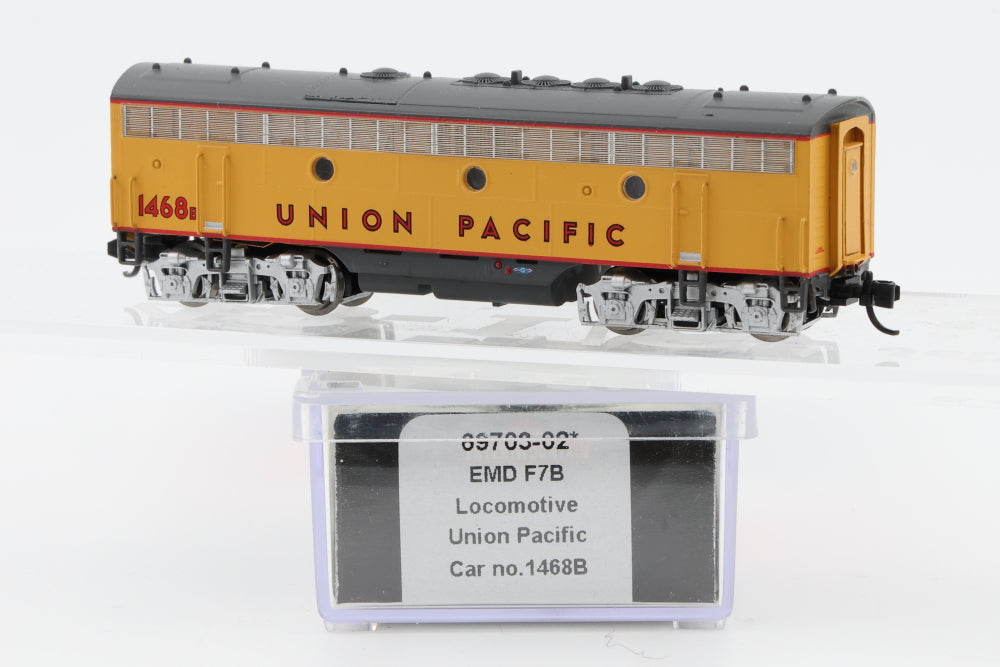 1468B
UNION PACIFIC
69703-02*
EMD F7B
Locomotive
Union Pacific
Car no.1468B